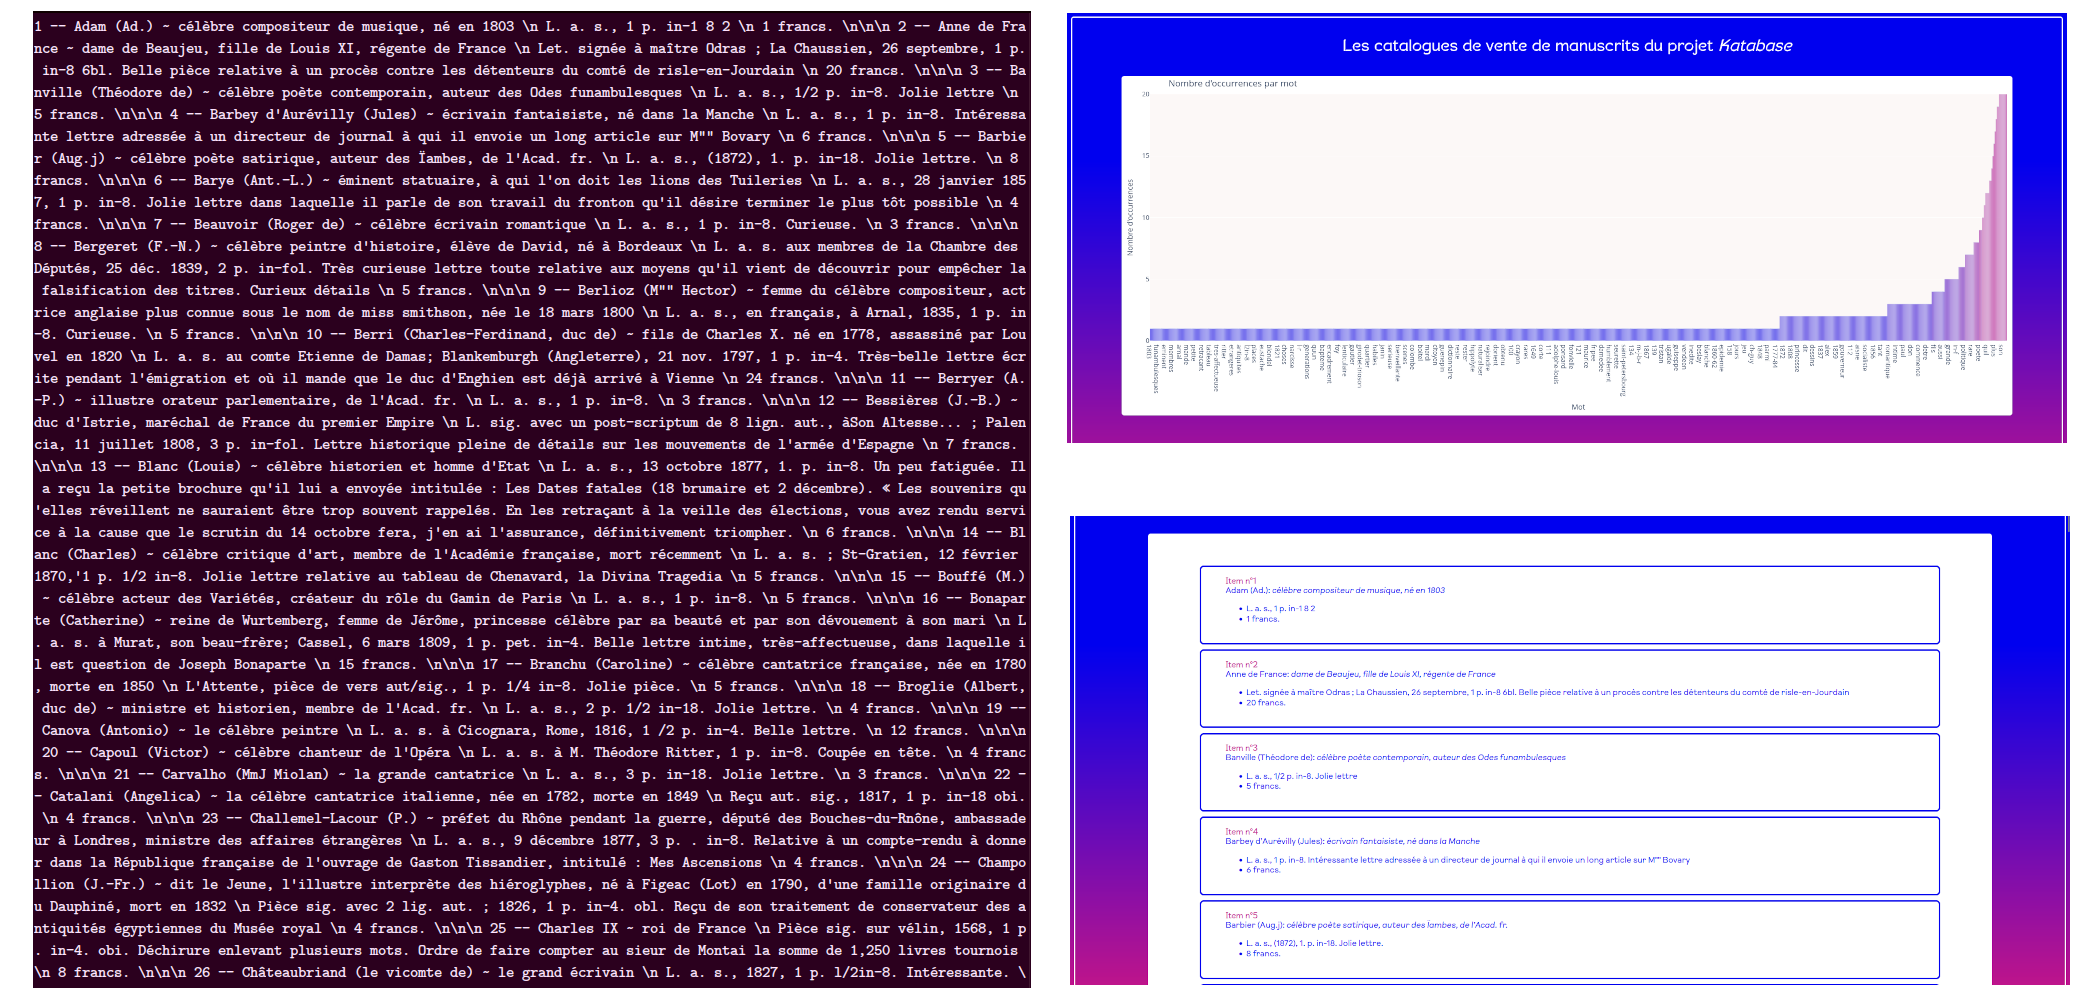 1 -- Adam (Ad.) ~ célèbre compositeur de musique, né en 1803 \n L. a. s., 1 p. in-1 8 2 \n 1 francs. \n\n\n 2 -- Anne de Fra
nce ~ dame de Beaujeu, fille de Louis XI, régente de France \n Let. signée à maître Odras ; La Chaussien, 26 septembre, 1 p.
in-8 6bl. Belle pièce relative à un procès contre les détenteurs du comté de risle-en-Jourdain \n 20 francs. \n\n\n 3 -- Ba
nville (Théodore de) ~ célèbre poète contemporain, auteur des Odes funambulesques \n L. a. s., 1/2 p. in-8. Jolie lettre \n
5 francs. \n\n\n 4 -- Barbey d'Aurévilly (Jules) ~ écrivain fantaisiste, né dans la Manche \n L. a. s., 1 p. in-8. Intéressa
nte lettre adressée à un directeur de journal à qui il envoie un long article sur M"" Bovary \n 6 francs. \n\n\n 5 -- Barbie
r (Aug.j) ~ célèbre poète satirique, auteur des Ïambes, de l'Acad. fr. \n L. a. s., (1872), 1. p. in-18. Jolie lettre. \n 8
francs. \n\n\n 6 -- Barye (Ant.-L.) ~ éminent statuaire, à qui l'on doit les lions des Tuileries \n L. a. s., 28 janvier 185
7, 1 p. in-8. Jolie lettre dans laquelle il parle de son travail du fronton qu'il désire terminer le plus tôt possible \n 4
francs. \n\n\n 7 -- Beauvoir (Roger de) ~ célèbre écrivain romantique \n L. a. s., 1 p. in-8. Curieuse. \n 3 francs. \n\n\n
8 -- Bergeret (F.-N.) ~ célèbre peintre d'histoire, élève de David, né à Bordeaux \n L. a. s. aux membres de la Chambre des
Députés, 25 déc. 1839, 2 p. in-fol. Très curieuse lettre toute relative aux moyens qu'il vient de découvrir pour empêcher la
falsification des titres. Curieux détails \n 5 francs. \n\n\n 9 -- Berlioz (M"" Hector) ~ femme du célèbre compositeur, act
rice anglaise plus connue sous le nom de miss smithson, née le 18 mars 1800 \n L. a. s., en français, à Arnal, 1835, 1 p. in
-8. Curieuse. \n 5 francs. \n\n\n 10 -- Berri (Charles-Ferdinand, duc de) ~ fils de Charles X. né en 1778, assassiné par Lou
vel en 1820 \n L. a. s. au comte Etienne de Damas; Blankemburgh (Angleterre), 21 nov. 1797, 1 p. in-4. Très-belle lettre écr
ite pendant l'émigration et où il mande que le duc d'Enghien est déjà arrivé à Vienne \n 24 francs. \n\n\n 11 -- Berryer (A.
-P.) ~ illustre orateur parlementaire, de l'Acad. fr. \n L. a. s., 1 p. in-8. \n 3 francs. \n\n\n 12 -- Bessières (J.-B.) ~
duc d'Istrie, maréchal de France du premier Empire \n L. sig. avec un post-scriptum de 8 lign. aut., àSon Altesse... ; Palen
cia, 11 juillet 1808, 3 p. in-fol. Lettre historique pleine de détails sur les mouvements de l'armée d'Espagne \n 7 francs.
\n\n\n 13 -- Blanc (Louis) ~ célèbre historien et homme d'Etat \n L. a. s., 13 octobre 1877, 1. p. in-8. Un peu fatiguée. Il
a reçu la petite brochure qu'il lui a envoyée intitulée : Les Dates fatales (18 brumaire et 2 décembre). « Les souvenirs qu
'elles réveillent ne sauraient être trop souvent rappelés. En les retraçant à la veille des élections, vous avez rendu servi
ce à la cause que le scrutin du 14 octobre fera, j'en ai l'assurance, définitivement triompher. \n 6 francs. \n\n\n 14 -- Bl
anc (Charles) ~ célèbre critique d'art, membre de l'Académie française, mort récemment \n L. a. s. ; St-Gratien, 12 février
1870,'1 p. 1/2 in-8. Jolie lettre relative au tableau de Chenavard, la Divina Tragedia \n 5 francs. \n\n\n 15 -- Bouffé (M.)
~ célèbre acteur des Variétés, créateur du rôle du Gamin de Paris \n L. a. s., 1 p. in-8. \n 5 francs. \n\n\n 16 -- Bonapar
te (Catherine) ~ reine de Wurtemberg, femme de Jérôme, princesse célèbre par sa beauté et par son dévouement à son mari \n L
. a. s. à Murat, son beau-frère; Cassel, 6 mars 1809, 1 p. pet. in-4. Belle lettre intime, très-affectueuse, dans laquelle i
l est question de Joseph Bonaparte \n 15 francs. \n\n\n 17 -- Branchu (Caroline) ~ célèbre cantatrice française, née en 1780
, morte en 1850 \n L'Attente, pièce de vers aut/sig., 1 p. 1/4 in-8. Jolie pièce. \n 5 francs. \n\n\n 18 -- Broglie (Albert,
duc de) ~ ministre et historien, membre de l'Acad. fr. \n L. a. s., 2 p. 1/2 in-18. Jolie lettre. \n 4 francs. \n\n\n 19 --
Canova (Antonio) ~ le célèbre peintre \n L. a. s. à Cicognara, Rome, 1816, 1 /2 p. in-4. Belle lettre. \n 12 francs. \n\n\n
20 -- Capoul (Victor) ~ célèbre chanteur de l'Opéra \n L. a. s. à M. Théodore Ritter, 1 p. in-8. Coupée en tête. \n 4 franc
s. \n\n\n 21 -- Carvalho (MmJ Miolan) ~ la grande cantatrice \n L. a. s., 3 p. in-18. Jolie lettre. \n 3 francs. \n\n\n 22 -
- Catalani (Angelica) ~ la célèbre cantatrice italienne, née en 1782, morte en 1849 \n Reçu aut. sig., 1817, 1 p. in-18 obi.
\n 4 francs. \n\n\n 23 -- Challemel-Lacour (P.) ~ préfet du Rhône pendant la guerre, député des Bouches-du-Rnône, ambassade
ur à Londres, ministre des affaires étrangères \n L. a. s., 9 décembre 1877, 3 p. . in-8. Relative à un compte-rendu à donne
r dans la République française de l'ouvrage de Gaston Tissandier, intitulé : Mes Ascensions \n 4 francs. \n\n\n 24 -- Champo
llion (J.-Fr.) ~ dit le Jeune, l'illustre interprète des hiéroglyphes, né à Figeac (Lot) en 1790, d'une famille originaire d
u Dauphiné, mort en 1832 \n Pièce sig. avec 2 lig. aut. ; 1826, 1 p. in-4. obl. Reçu de son traitement de conservateur des a
ntiquités égyptiennes du Musée royal \n 4 francs. \n\n\n 25 -- Charles IX ~ roi de France \n Pièce sig. sur vélin, 1568, 1 p
. in-4. obi. Déchirure enlevant plusieurs mots. Ordre de faire compter au sieur de Montai la somme de 1,250 livres tournois
\n 8 francs. \n\n\n 26 -- Châteaubriand (le vicomte de) ~ le grand écrivain \n L. a. s., 1827, 1 p. l/2in-8. Intéressante. \
Les catalogues de vente de manuscrits du projet Katabase
Nombre d'occurrences par mot
20
15
10
5
0
Nombre d'occurrences
Mot
Item n°1
Adam (Ad.): célèbre compositeur de musique, né en 1803
• L. a. s., 1 p. in-1 8 2
• 1 francs.
Item n°2
Anne de France: dame de Beaujeu, fille de Louis XI, régente de France
• Let. signée à maître Odras ; La Chaussien, 26 septembre, 1 p. in-8 6bl. Belle pièce relative à un procès contre les détenteurs du comté de risle-en-Jourdain
• 20 francs.
Item n°3
Banville (Théodore de): célèbre poète contemporain, auteur des Odes funambulesques
• L. a. s., 1/2 p. in-8. Jolie lettre
• 5 francs.
Item n°4
Barbey d'Aurévilly (Jules): écrivain fantaisiste, né dans la Manche
• L. a. s., 1 p. in-8. Intéressante lettre adressée à un directeur de journal à qui il envoie un long article sur M"" Bovary
• 6 francs.
Item n°5
Barbier (Aug.j): célèbre poète satirique, auteur des Ïambes, de l'Acad. fr.
• L. a. s., (1872), 1. p. in-18. Jolie lettre.
• 8 francs.